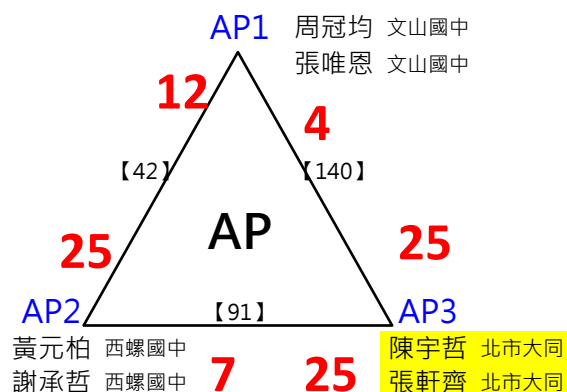 AP1 周冠均 文山國中
張唯恩 文山國中
12 4
【42】 【140】
AP
25 25
AP2 【91】 AP3
黃元柏 西螺國中 陳宇哲 北市大同
謝承哲 西螺國中 7 25 張軒齊 北市大同